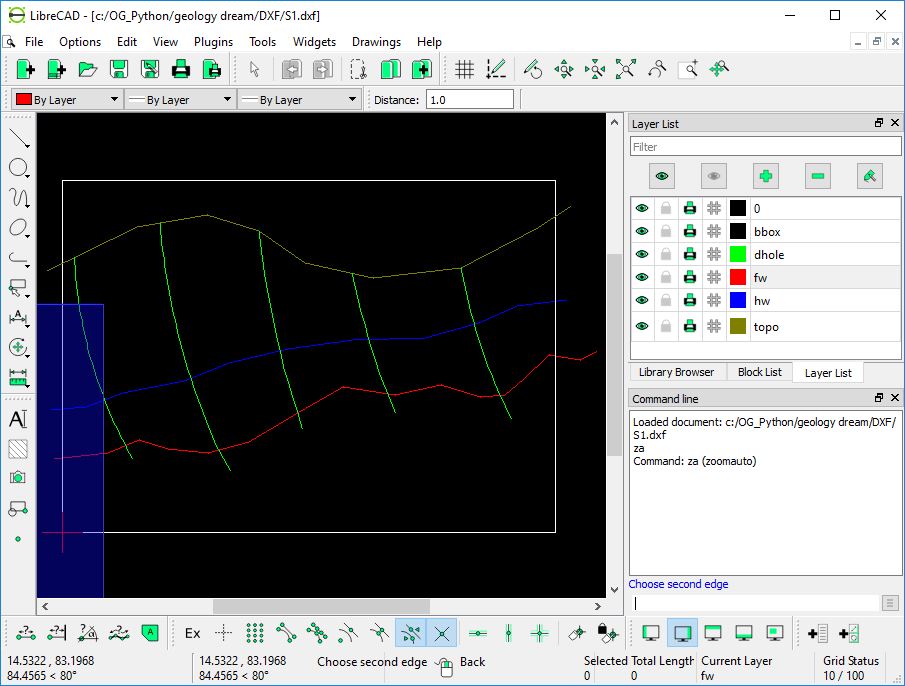 LibreCAD - [c:/OG_Python/geology dream/DXF/S1.dxf]
File Options Edit View Plugins Tools Widgets Drawings Help
By Layer By Layer By Layer Distance: 1.0
Layer List
Filter
0
bbox
dhole
fw
hw
topo
Library Browser Block List Layer List
Command line
Loaded document: c:/OG_Python/geology dream/DXF/
S1.dxf
za
Command: za (zoomauto)
Choose second edge
A
A
A
Ex
14.5322 , 83.1968 14.5322 , 83.1968 Choose second edge Back Selected Total Length Current Layer Grid Status
84.4565 < 80° 84.4565 < 80° 0 0 fw 10 / 100